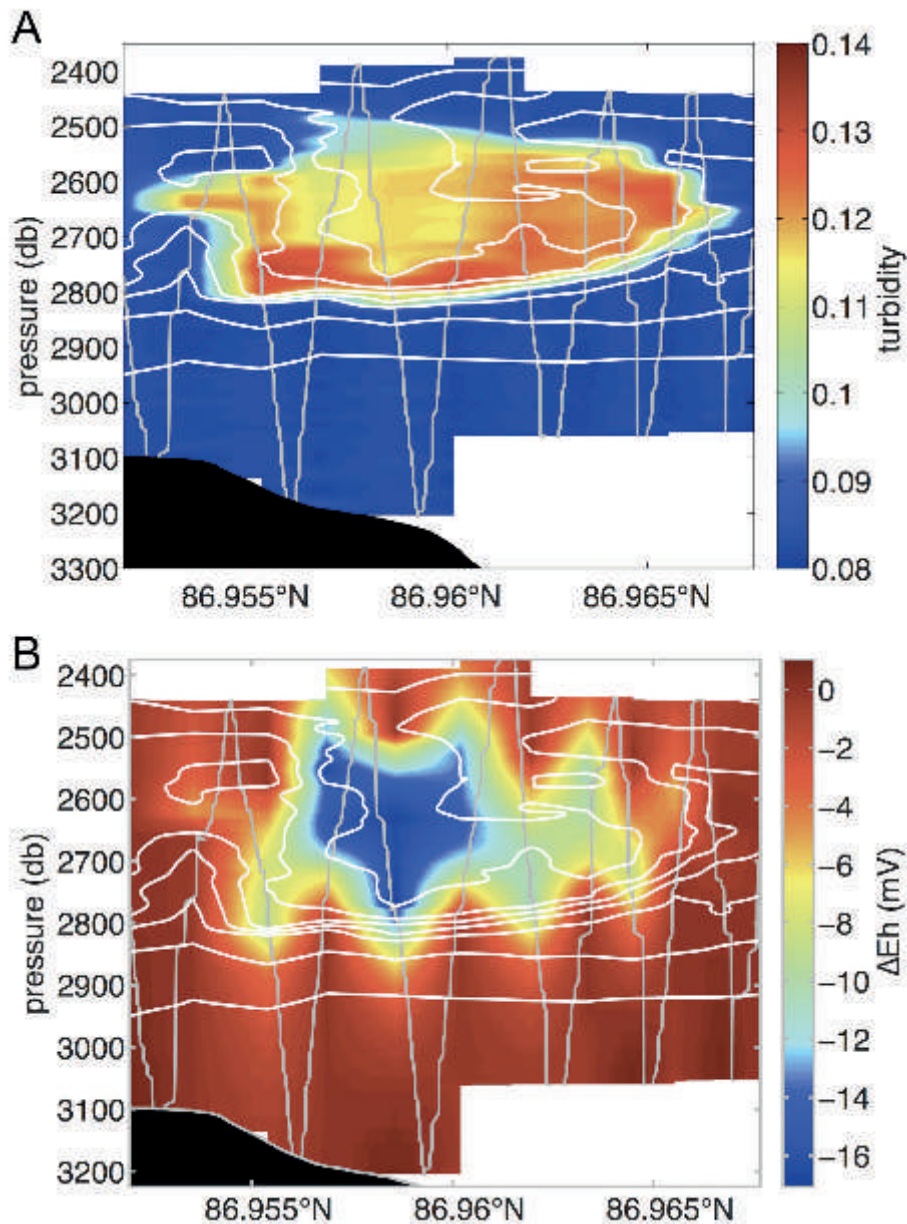 A
pressure (db)
2400
2500
2600
2700
2800
2900
3000
3100
3200
3300
86.955°N
86.96°N
86.965°N
0.14
0.13
0.12
0.11
0.1
0.09
0.08
turbidity
B
pressure (db)
2400
2500
2600
2700
2800
2900
3000
3100
3200
86.955°N
86.96°N
86.965°N
0
−2
−4
−6
−8
−10
−12
−14
−16
ΔEh (mV)